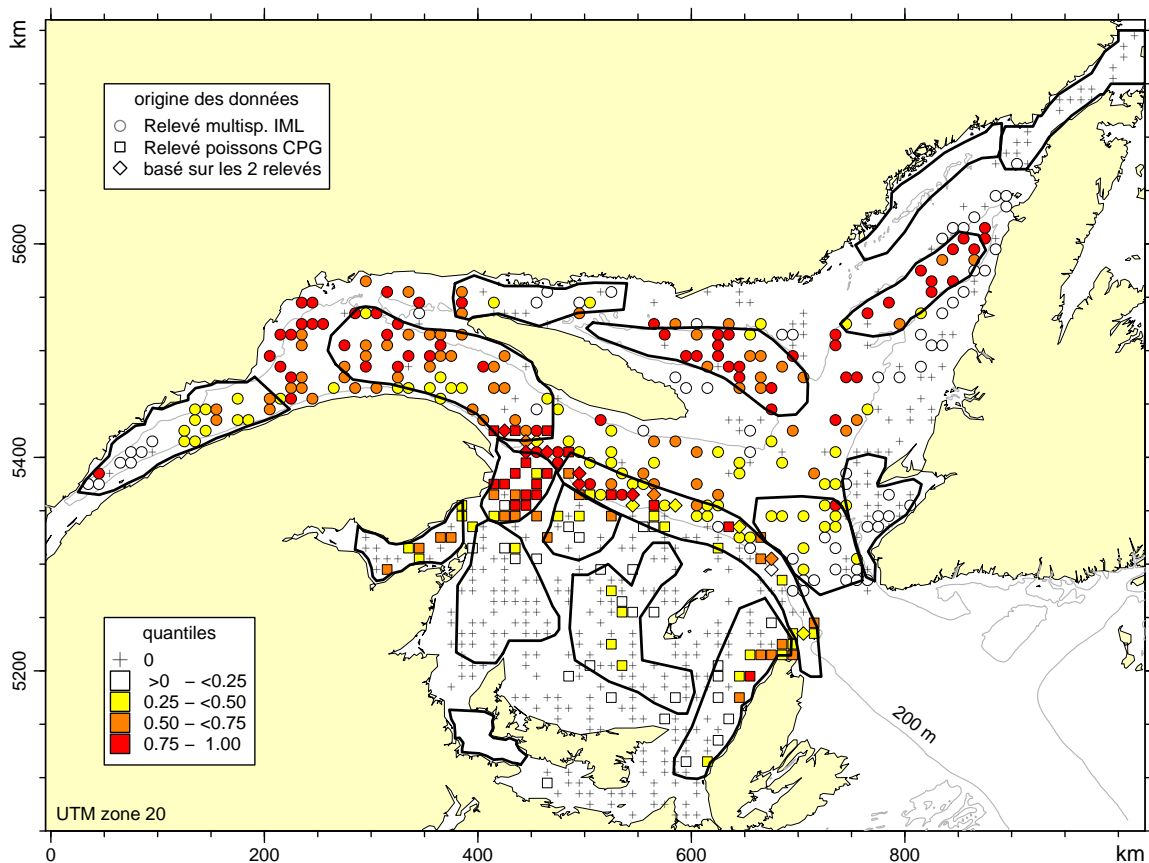 km
origine des données
Relevé multisp. IML
Relevé poissons CPG
basé sur les 2 relevés
5600
5400
5200
quantiles
0
>0 – <0.25
0.25 – <0.50
0.50 – <0.75
0.75 – 1.00
200 m
UTM zone 20
0 200 400 600 800 km